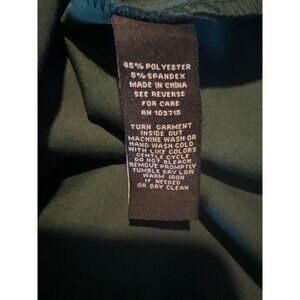 95% POLYESTER
5% SPANDEX
MADE IN CHINA
SEE REVERSE
FOR CARE
RN 103715
TURN GARMENT
INSIDE OUT
MACHINE WASH OR
HAND WASH COLD
WITH LIKE COLORS
GENTLE CYCLE
DO NOT BLEACH
REMOVE PROMPTLY
TUMBLE DRY LOW
WARM IRON
IF NEEDED
OR DRY CLEAN